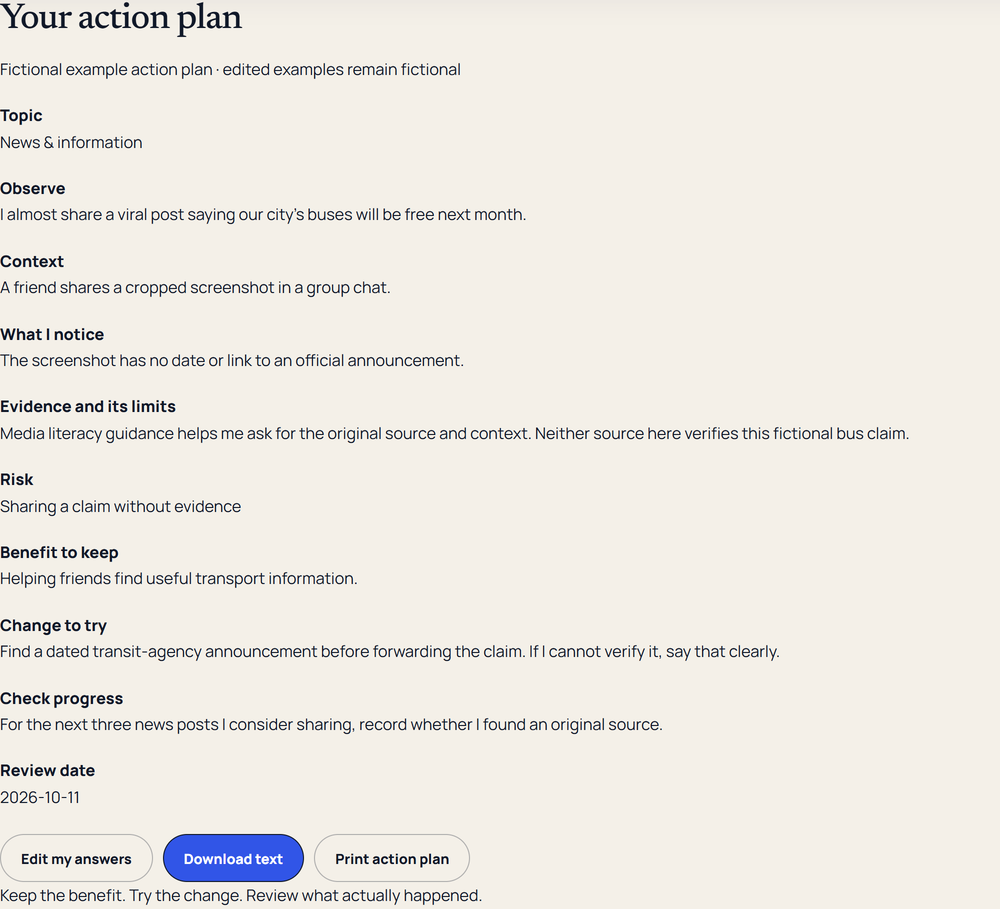 Your action plan
Fictional example action plan · edited examples remain fictional
Topic
News & information
Observe
I almost share a viral post saying our city’s buses will be free next month.
Context
A friend shares a cropped screenshot in a group chat.
What I notice
The screenshot has no date or link to an official announcement.
Evidence and its limits
Media literacy guidance helps me ask for the original source and context. Neither source here verifies this fictional bus claim.
Risk
Sharing a claim without evidence
Benefit to keep
Helping friends find useful transport information.
Change to try
Find a dated transit-agency announcement before forwarding the claim. If I cannot verify it, say that clearly.
Check progress
For the next three news posts I consider sharing, record whether I found an original source.
Review date
2026-10-11
Edit my answers Download text Print action plan
Keep the benefit. Try the change. Review what actually happened.